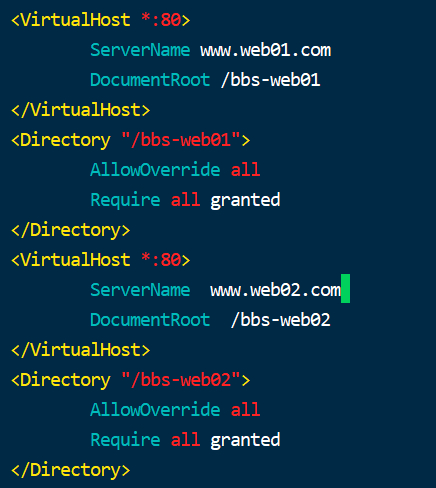 <VirtualHost *:80>
ServerName www.web01.com
DocumentRoot /bbs-web01
</VirtualHost>
<Directory "/bbs-web01">
AllowOverride all
Require all granted
</Directory>
<VirtualHost *:80>
ServerName  www.web02.com
DocumentRoot  /bbs-web02
</VirtualHost>
<Directory "/bbs-web02">
AllowOverride all
Require all granted
</Directory>